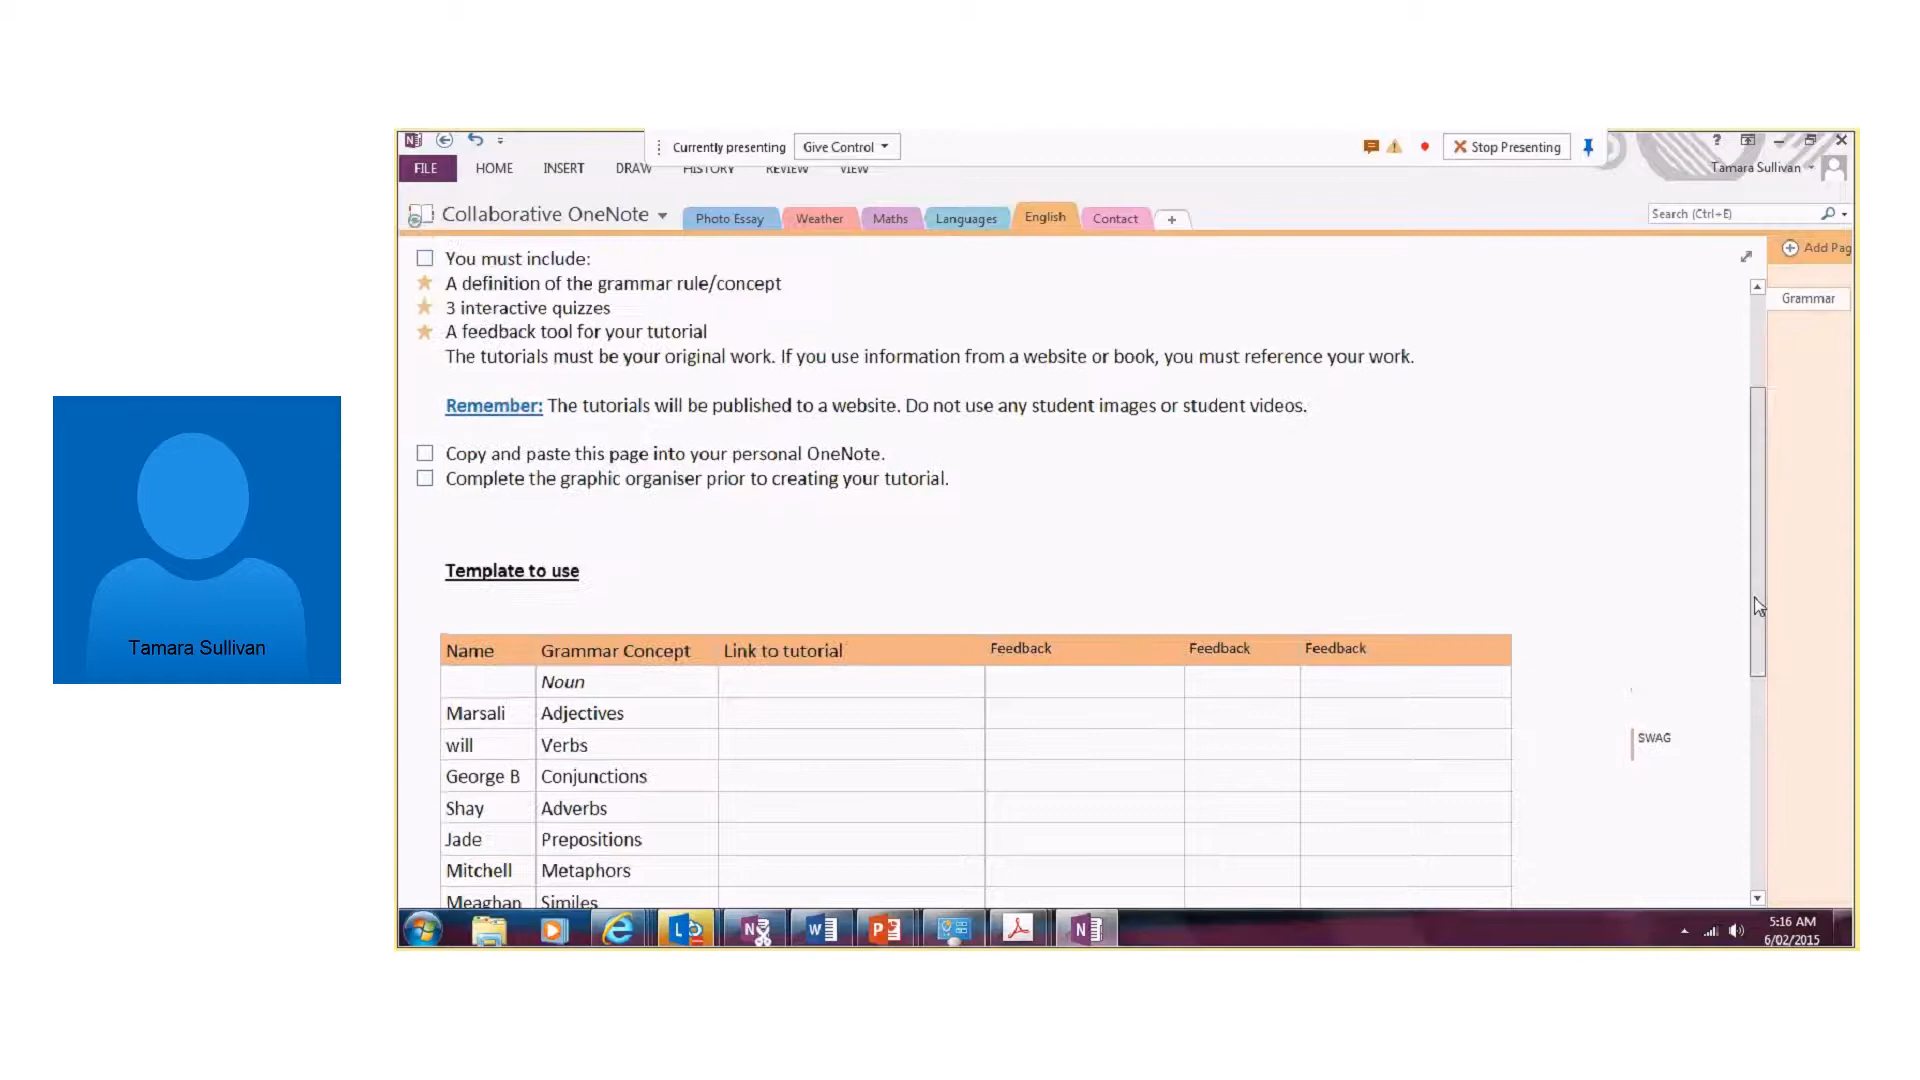 Currently presenting Give Control Stop Presenting
FILE HOME INSERT DRAW HISTORY REVIEW VIEW Tamara Sullivan
Collaborative OneNote Photo Essay Weather Maths Languages English Contact + Search (Ctrl+E)
Add Pag
Grammar
You must include:
A definition of the grammar rule/concept
3 interactive quizzes
A feedback tool for your tutorial
The tutorials must be your original work. If you use information from a website or book, you must reference your work.
Remember: The tutorials will be published to a website. Do not use any student images or student videos.
Copy and paste this page into your personal OneNote.
Complete the graphic organiser prior to creating your tutorial.
Template to use
Name Grammar Concept Link to tutorial Feedback Feedback Feedback
Noun
Marsali Adjectives
will Verbs
SWAG
George B Conjunctions
Shay Adverbs
Jade Prepositions
Mitchell Metaphors
Meaghan Similes
5:16 AM
6/02/2015
Tamara Sullivan